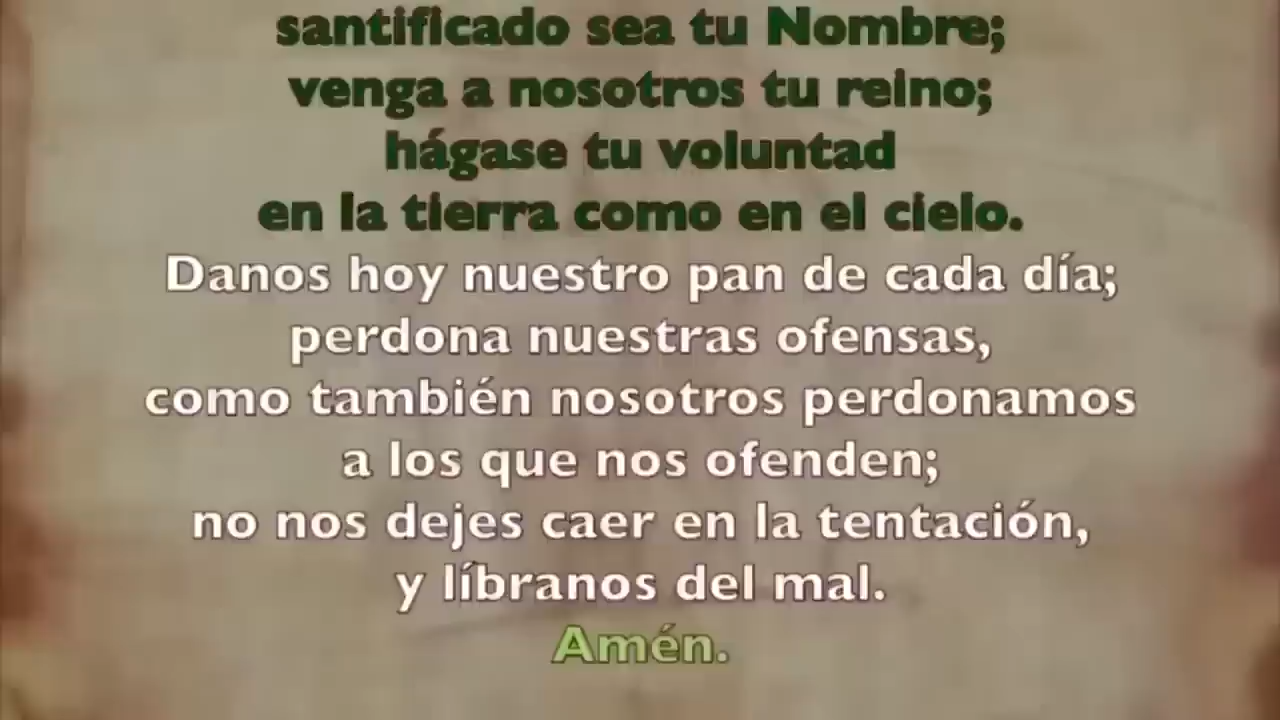 santificado sea tu Nombre;
venga a nosotros tu reino;
hágase tu voluntad
en la tierra como en el cielo.
Danos hoy nuestro pan de cada día;
perdona nuestras ofensas,
como también nosotros perdonamos
a los que nos ofenden;
no nos dejes caer en la tentación,
y líbranos del mal.
Amén.